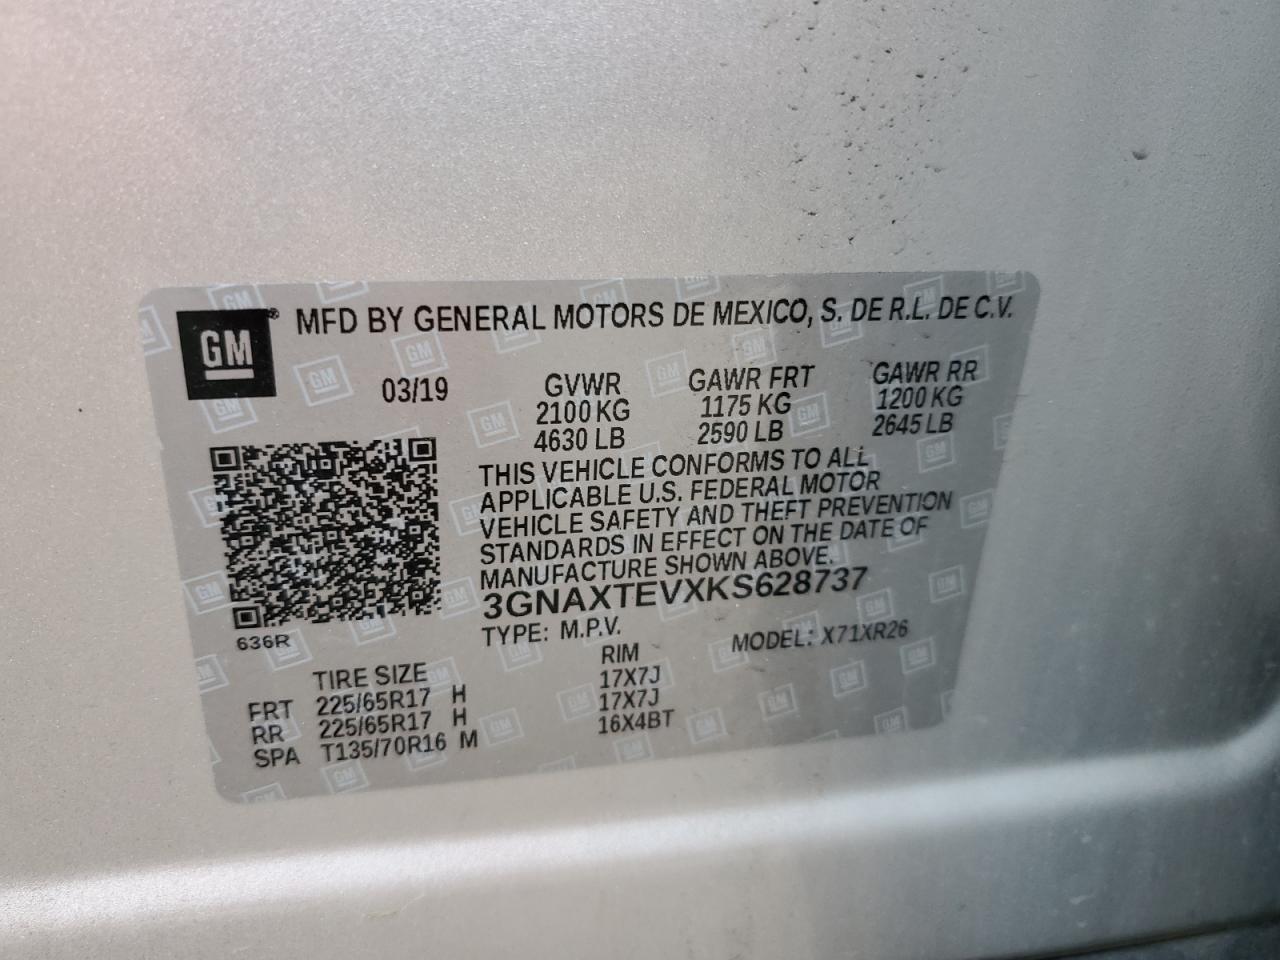 GM® MFD BY GENERAL MOTORS DE MEXICO, S. DE R.L. DE C.V.
03/19 GVWR GAWR FRT GAWR RR
2100 KG 1175 KG 1200 KG
4630 LB 2590 LB 2645 LB
THIS VEHICLE CONFORMS TO ALL
APPLICABLE U.S. FEDERAL MOTOR
VEHICLE SAFETY AND THEFT PREVENTION
STANDARDS IN EFFECT ON THE DATE OF
MANUFACTURE SHOWN ABOVE.
3GNAXTEVXKS628737
636R
TYPE: M.P.V. MODEL: X71XR26
TIRE SIZE RIM
FRT 225/65R17 H 17X7J
RR 225/65R17 H 17X7J
SPA T135/70R16 M 16X4BT